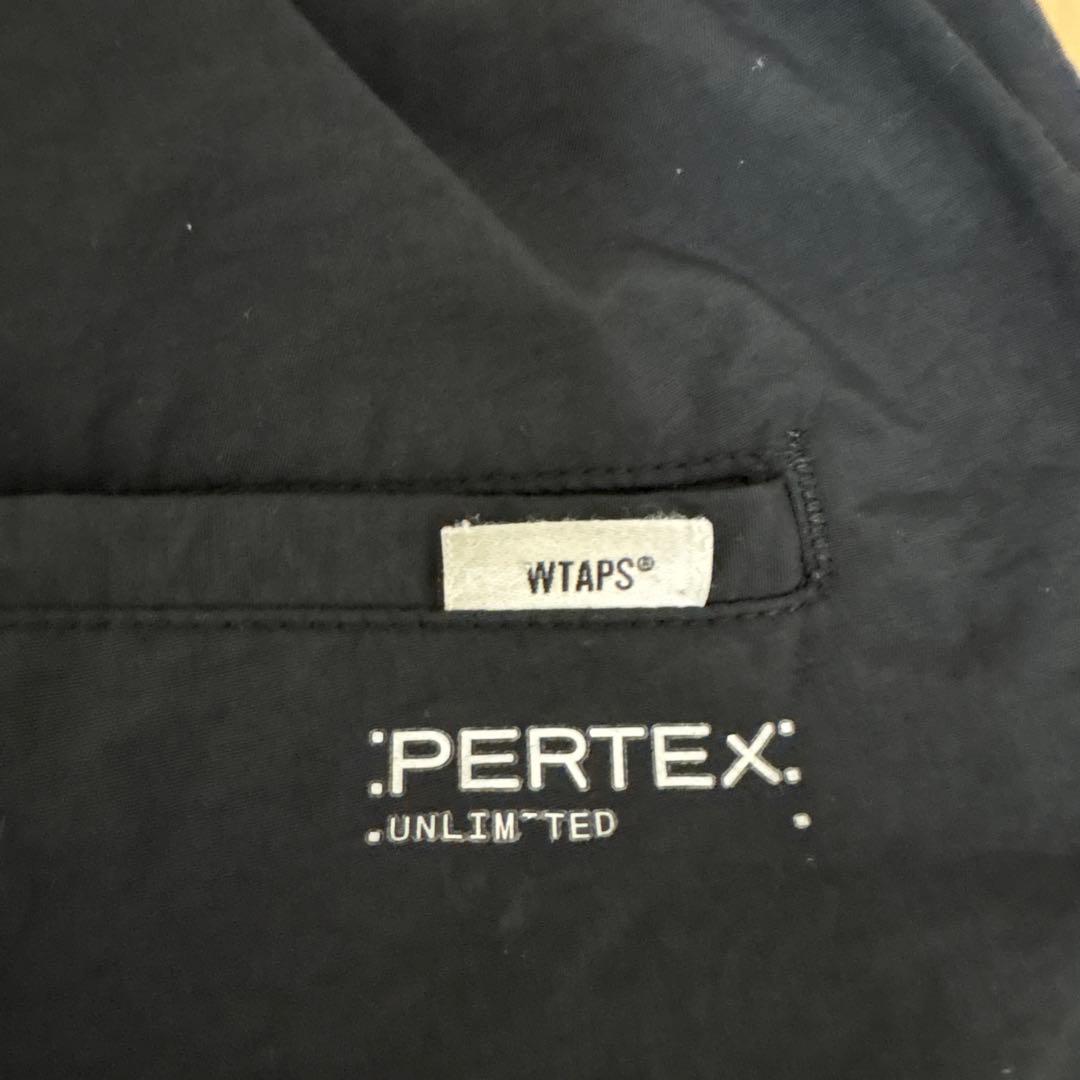 WTAPS®
:PERTEX:
.UNLIM TED .